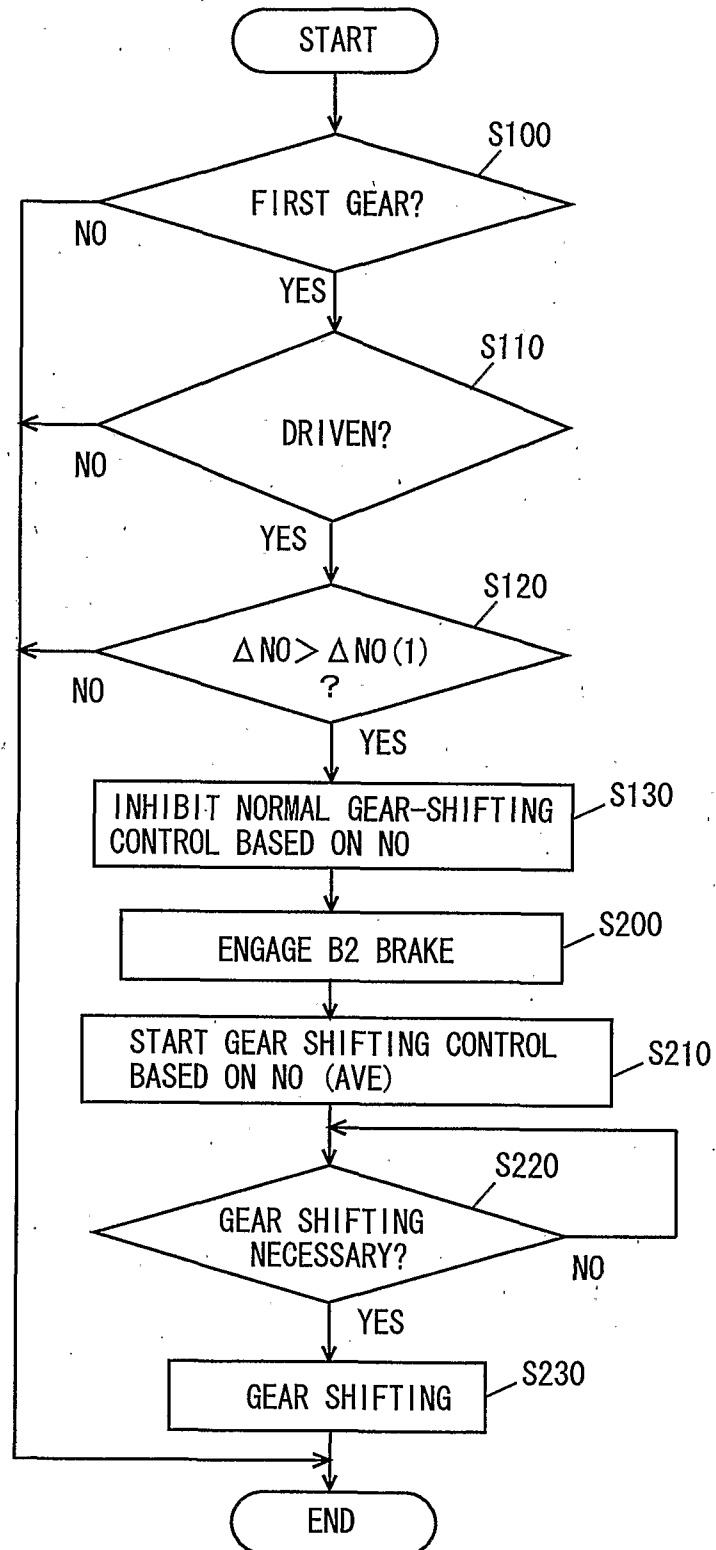 START
S100
FIRST GEAR?
NO
YES
S110
DRIVEN?
NO
YES
S120
ΔNO> ΔNO(1)
?
NO
YES
S130
INHIBIT NORMAL GEAR-SHIFTING
CONTROL BASED ON NO
S200
ENGAGE B2 BRAKE
START GEAR SHIFTING CONTROL
BASED ON NO (AVE)
S210
S220
GEAR SHIFTING
NECESSARY?
NO
YES
S230
GEAR SHIFTING
END